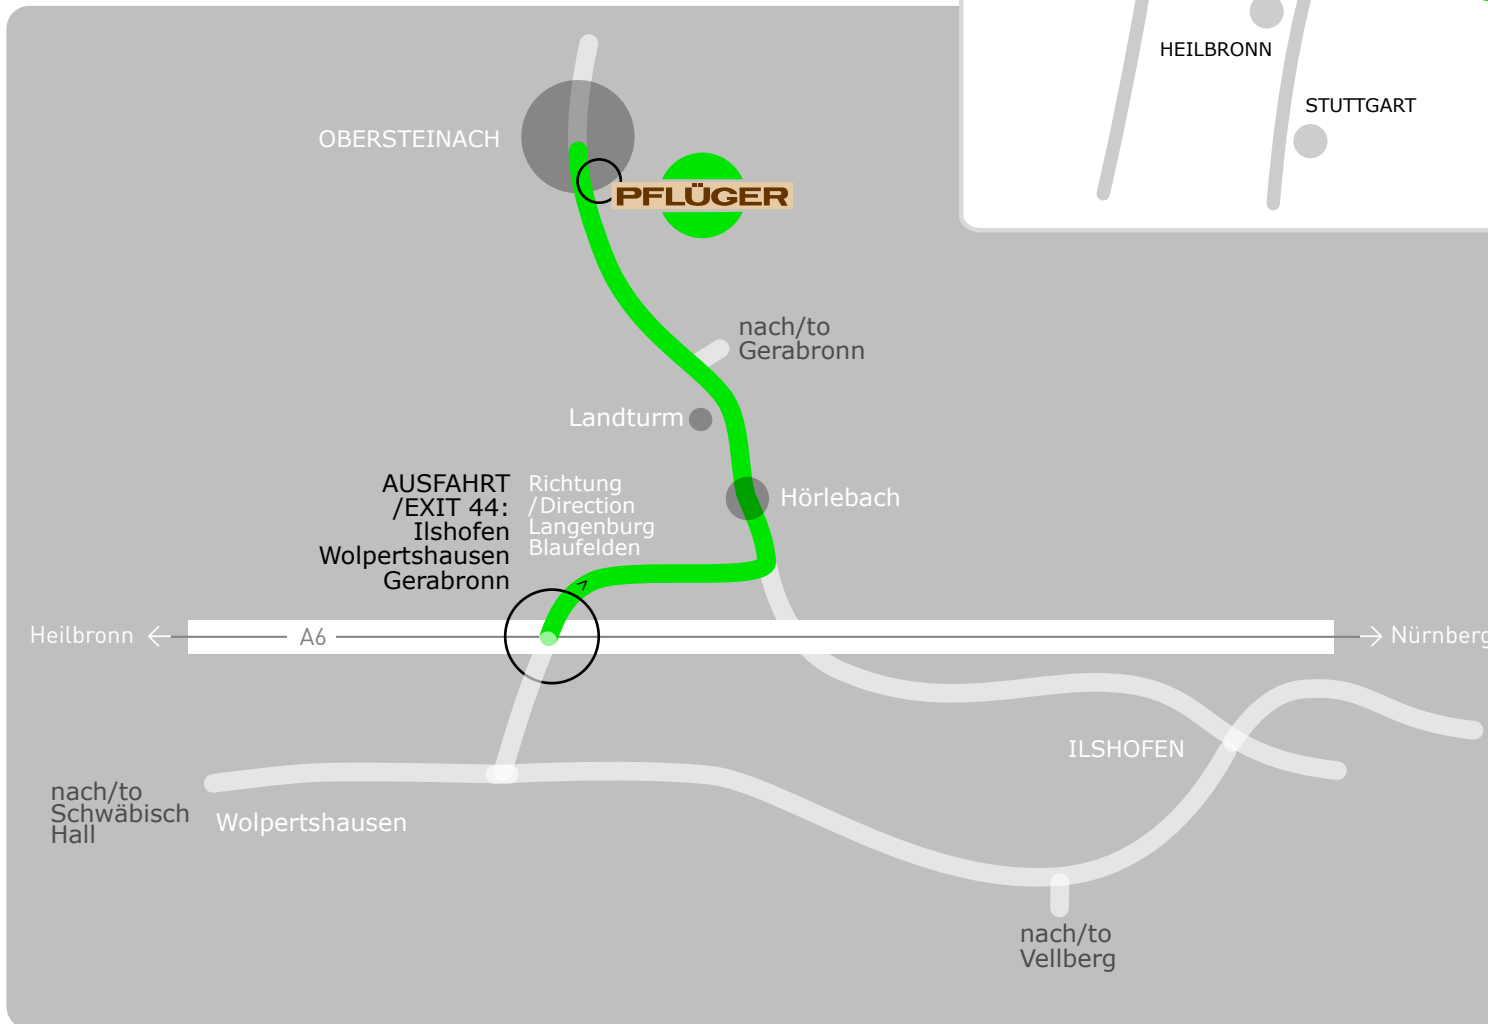 HEILBRONN
STUTTGART
OBERSTEINACH
PFLÜGER
nach/to
Gerabronn
Landturm
Hörlebach
AUSFAHRT
/EXIT 44:
Ilshofen
Wolpertshausen
Gerabronn
Richtung
/Direction
Langenburg
Blaufelden
Heilbronn
A6
Nürnberg
ILSHOFEN
nach/to
Schwäbisch
Hall
Wolpertshausen
nach/to
Vellberg